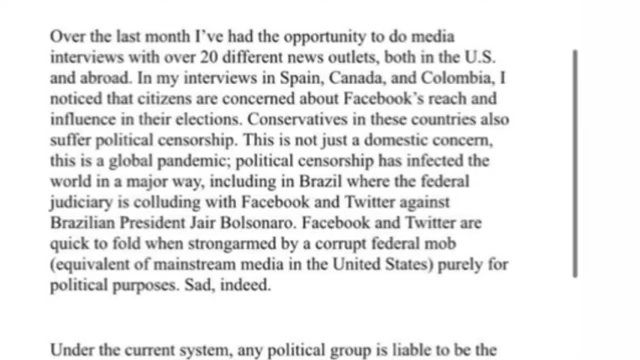 Over the last month I’ve had the opportunity to do media
interviews with over 20 different news outlets, both in the U.S.
and abroad. In my interviews in Spain, Canada, and Colombia, I
noticed that citizens are concerned about Facebook’s reach and
influence in their elections. Conservatives in these countries also
suffer political censorship. This is not just a domestic concern,
this is a global pandemic; political censorship has infected the
world in a major way, including in Brazil where the federal
judiciary is colluding with Facebook and Twitter against
Brazilian President Jair Bolsonaro. Facebook and Twitter are
quick to fold when strongarmed by a corrupt federal mob
(equivalent of mainstream media in the United States) purely for
political purposes. Sad, indeed.
Under the current system, any political group is liable to be the